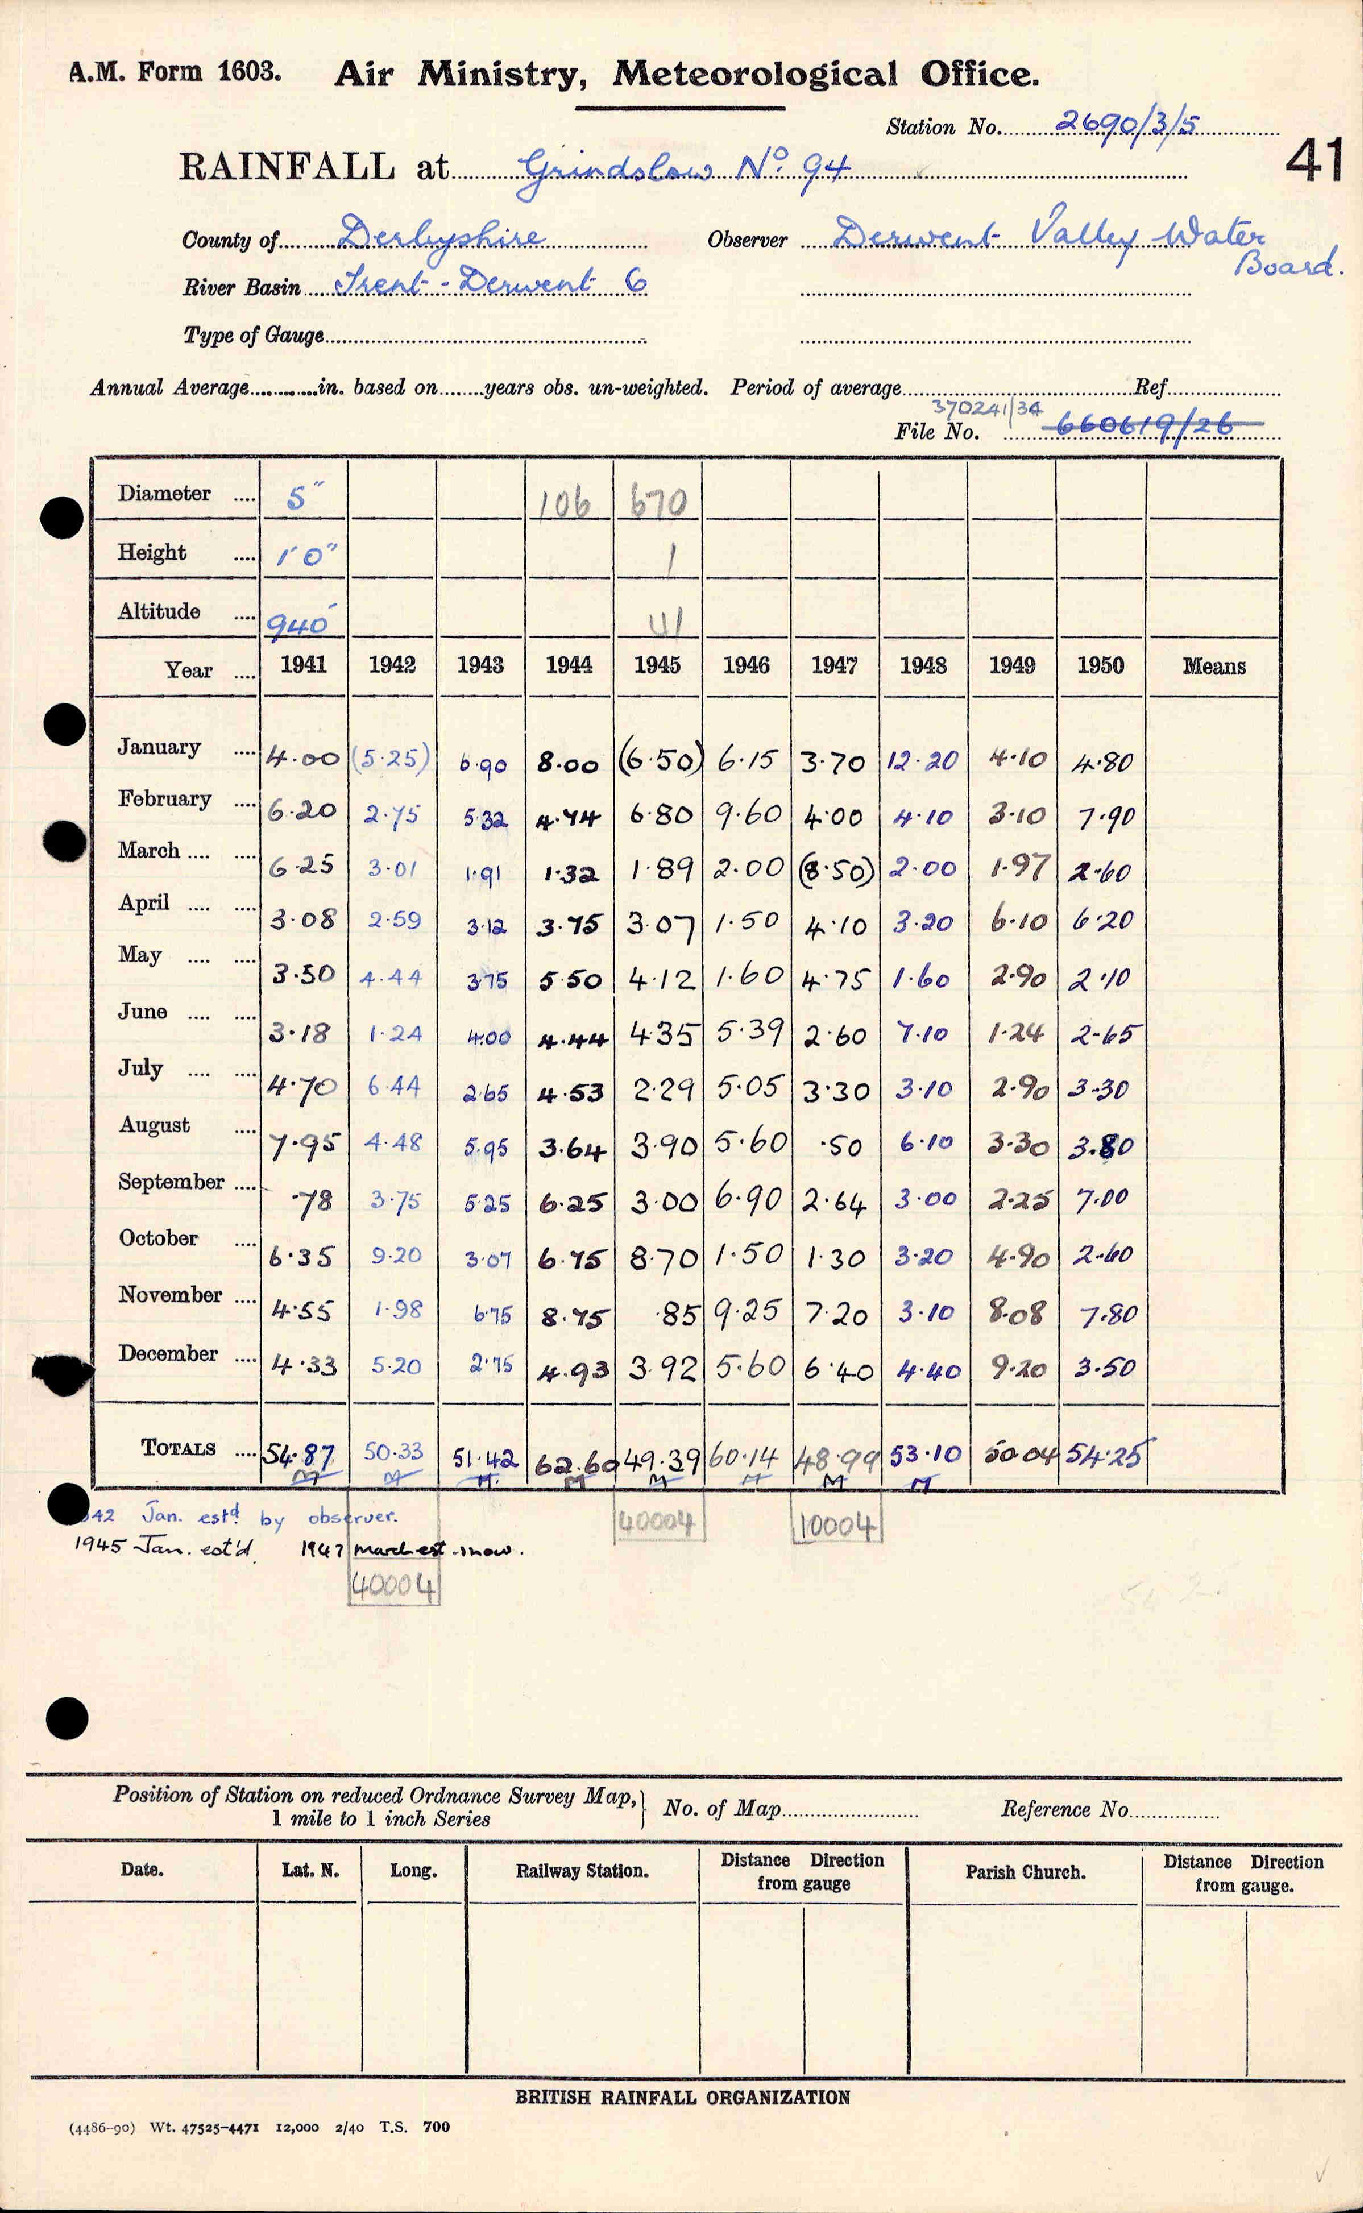 A.M. Form 1603. Air Ministry, Meteorological Office.
Station No. 2690/3/5
41
RAINFALL at Grindslow No. 94
County of Derbyshire Observer Derwent Valley Water Board.
River Basin Trent - Derwent 6
Type of Gauge
Annual Average in. based on years obs. un-weighted. Period of average Ref
370241/34
File No. 660619/26
Diameter 5" 106 670
Height 1'0" 1
Altitude 940' 41
Year 1941 1942 1943 1944 1945 1946 1947 1948 1949 1950 Means
January 4.00 (5.25) 6.90 8.00 (6.50) 6.15 3.70 12.20 4.10 4.80
February 6.20 2.75 5.32 4.74 6.80 9.60 4.00 4.10 3.10 7.90
March 6.25 3.01 1.91 1.32 1.89 2.00 (8.50) 2.00 1.97 2.60
April 3.08 2.59 3.12 3.75 3.07 1.50 4.10 3.20 6.10 6.20
May 3.50 4.44 3.75 5.50 4.12 1.60 4.75 1.60 2.90 2.10
June 3.18 1.24 4.00 4.44 4.35 5.39 2.60 7.10 1.24 2.65
July 4.70 6.44 2.65 4.53 2.29 5.05 3.30 3.10 2.90 3.30
August 7.95 4.48 5.95 3.64 3.90 5.60 .50 6.10 3.30 3.80
September .78 3.75 5.25 6.25 3.00 6.90 2.64 3.00 2.25 7.00
October 6.35 9.20 3.07 6.75 8.70 1.50 1.30 3.20 4.90 2.60
November 4.55 1.98 6.75 8.75 .85 9.25 7.20 3.10 8.08 7.80
December 4.33 5.20 2.75 4.93 3.92 5.60 6.40 4.40 9.20 3.50
TOTALS 54.87 50.33 51.42 62.60 49.39 60.14 48.99 53.10 50.04 54.25
M M M M M M M M
42 Jan. estd by observer. 40004 10004
1945 Jan. est'd. 1947 March est. snow.
40004
Position of Station on reduced Ordnance Survey Map, 1 mile to 1 inch Series } No. of Map Reference No
Date. Lat. N. Long. Railway Station. Distance Direction from gauge Parish Church. Distance Direction from gauge.
BRITISH RAINFALL ORGANIZATION
(4486-90) Wt. 47525-4471 12,000 2/40 T.S. 700